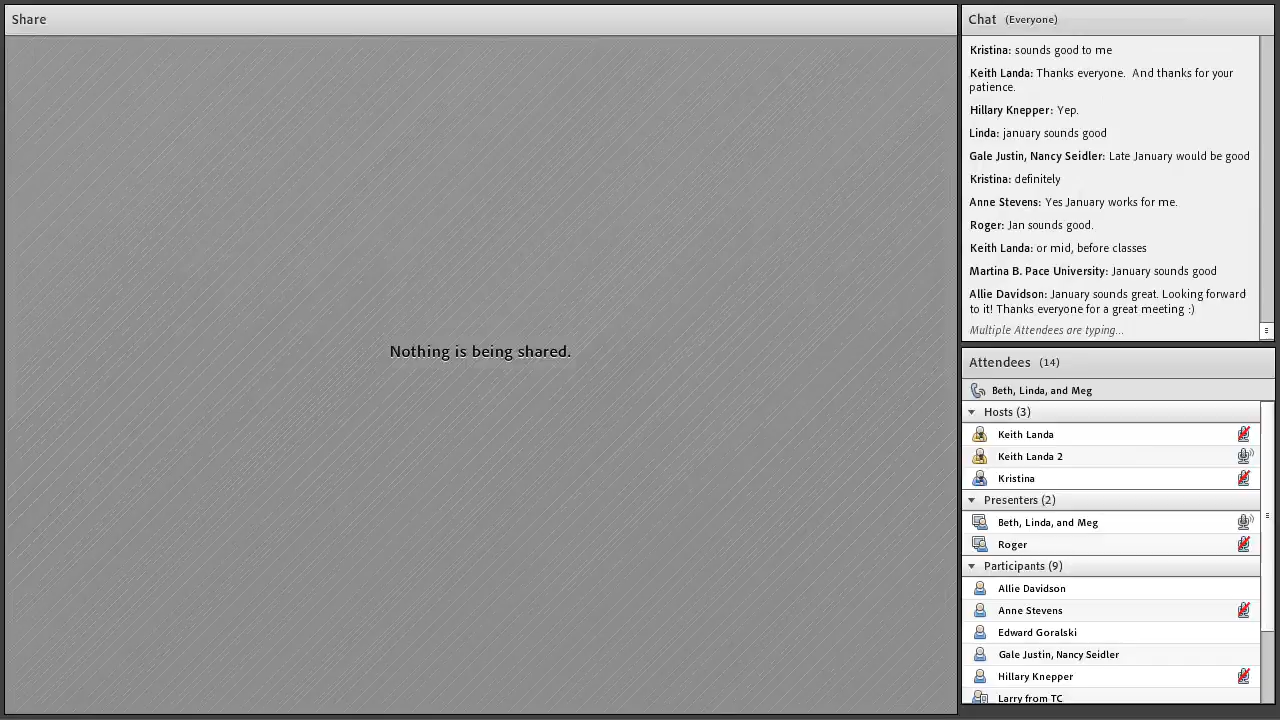 Share
Nothing is being shared.
Chat (Everyone)
Kristina: sounds good to me
Keith Landa: Thanks everyone.  And thanks for your
patience.
Hillary Knepper: Yep.
Linda: january sounds good
Gale Justin, Nancy Seidler: Late January would be good
Kristina: definitely
Anne Stevens: Yes January works for me.
Roger: Jan sounds good.
Keith Landa: or mid, before classes
Martina B. Pace University: January sounds good
Allie Davidson: January sounds great. Looking forward
to it! Thanks everyone for a great meeting :)
Multiple Attendees are typing...
Attendees (14)
Beth, Linda, and Meg
Hosts (3)
Keith Landa
Keith Landa 2
Kristina
Presenters (2)
Beth, Linda, and Meg
Roger
Participants (9)
Allie Davidson
Anne Stevens
Edward Goralski
Gale Justin, Nancy Seidler
Hillary Knepper
Larry from TC